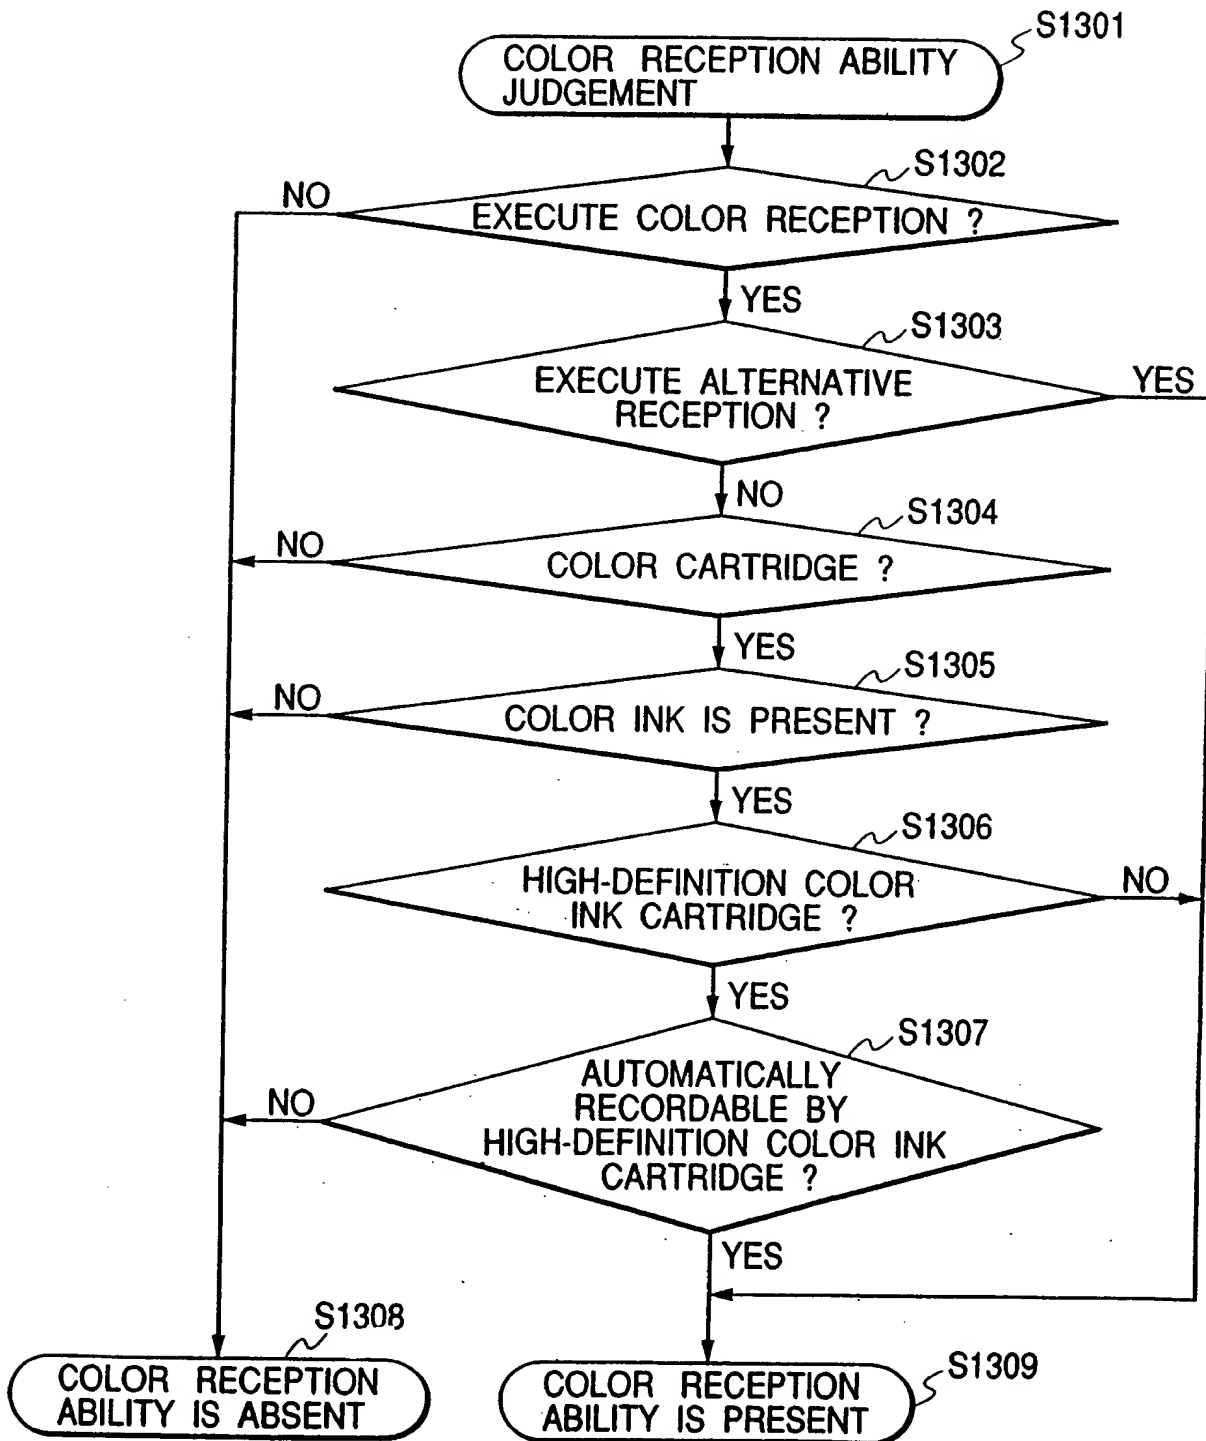 S1301
COLOR RECEPTION ABILITY
JUDGEMENT
S1302
NO
EXECUTE COLOR RECEPTION ?
YES
S1303
EXECUTE ALTERNATIVE
RECEPTION ?
YES
NO
S1304
NO
COLOR CARTRIDGE ?
YES
S1305
NO
COLOR INK IS PRESENT ?
YES
S1306
HIGH-DEFINITION COLOR
INK CARTRIDGE ?
NO
YES
S1307
AUTOMATICALLY
RECORDABLE BY
HIGH-DEFINITION COLOR INK
CARTRIDGE ?
NO
YES
S1308
COLOR RECEPTION
ABILITY IS ABSENT
S1309
COLOR RECEPTION
ABILITY IS PRESENT